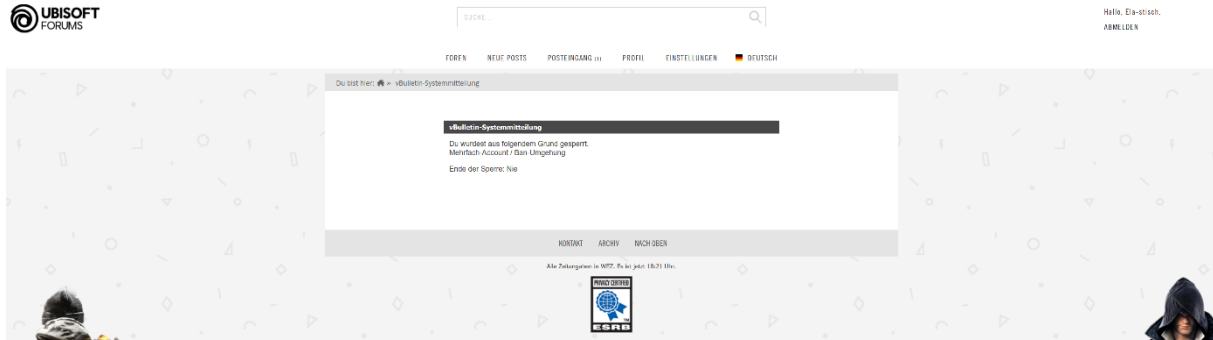 UBISOFT
FORUMS
SUCHE...
Hallo, Ela-stisch.
ABMELDEN
FOREN NEUE POSTS POSTEINGANG (1) PROFIL EINSTELLUNGEN DEUTSCH
Du bist hier: » vBulletin-Systemmitteilung
vBulletin-Systemmitteilung
Du wurdest aus folgendem Grund gesperrt.
Mehrfach-Account / Ban-Umgehung
Ende der Sperre: Nie
KONTAKT ARCHIV NACH OBEN
Alle Zeitangaben in WEZ. Es ist jetzt 18:21 Uhr.
PRIVACY CERTIFIED
ESRB